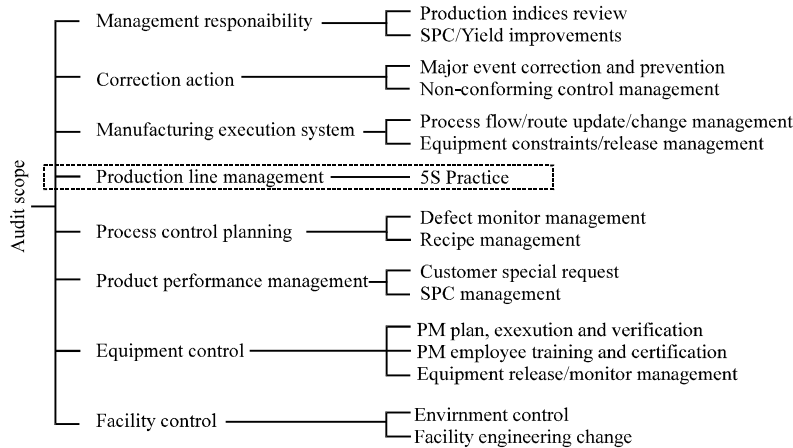 Audit scope
Management responaibility
Production indices review
SPC/Yield improvements
Correction action
Major event correction and prevention
Non-conforming control management
Manufacturing execution system
Process flow/route update/change management
Equipment constraints/release management
Production line management
5S Practice
Process control planning
Defect monitor management
Recipe management
Product performance management
Customer special request
SPC management
Equipment control
PM plan, exexution and verification
PM employee training and certification
Equipment release/monitor management
Facility control
Envirnment control
Facility engineering change